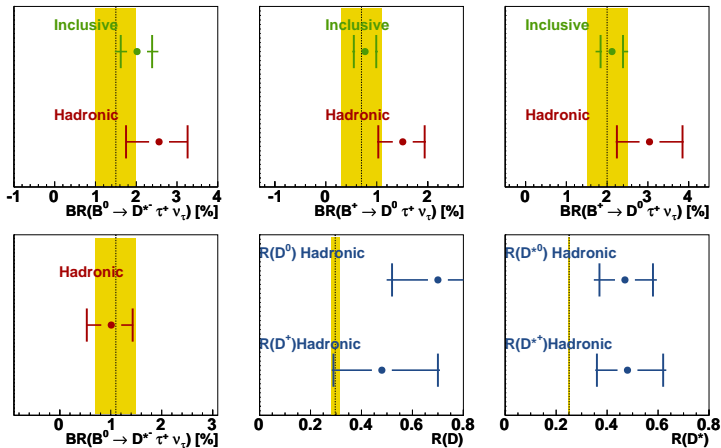 Inclusive
Hadronic
-1 0 1 2 3 4
BR(B⁰ → D*⁻ τ⁺ ν_τ) [%]
Inclusive
Hadronic
0 1 2
BR(B⁺ → D⁰ τ⁺ ν_τ) [%]
Inclusive
Hadronic
0 1 2 3 4
BR(B⁺ → D⁰ τ⁺ ν_τ) [%]
Hadronic
0 1 2 3
BR(B⁰ → D*⁻ τ⁺ ν_τ) [%]
R(D⁰) Hadronic
R(D⁺)Hadronic
0 0.2 0.4 0.6 0.8
R(D)
R(D*⁰) Hadronic
R(D*⁺)Hadronic
0 0.2 0.4 0.6 0.8
R(D*)